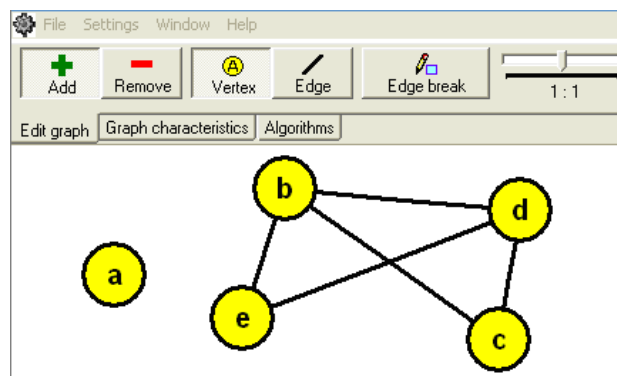 File Settings Window Help
Add Remove A Vertex Edge Edge break 1 : 1
Edit graph Graph characteristics Algorithms
b
d
a
e
c